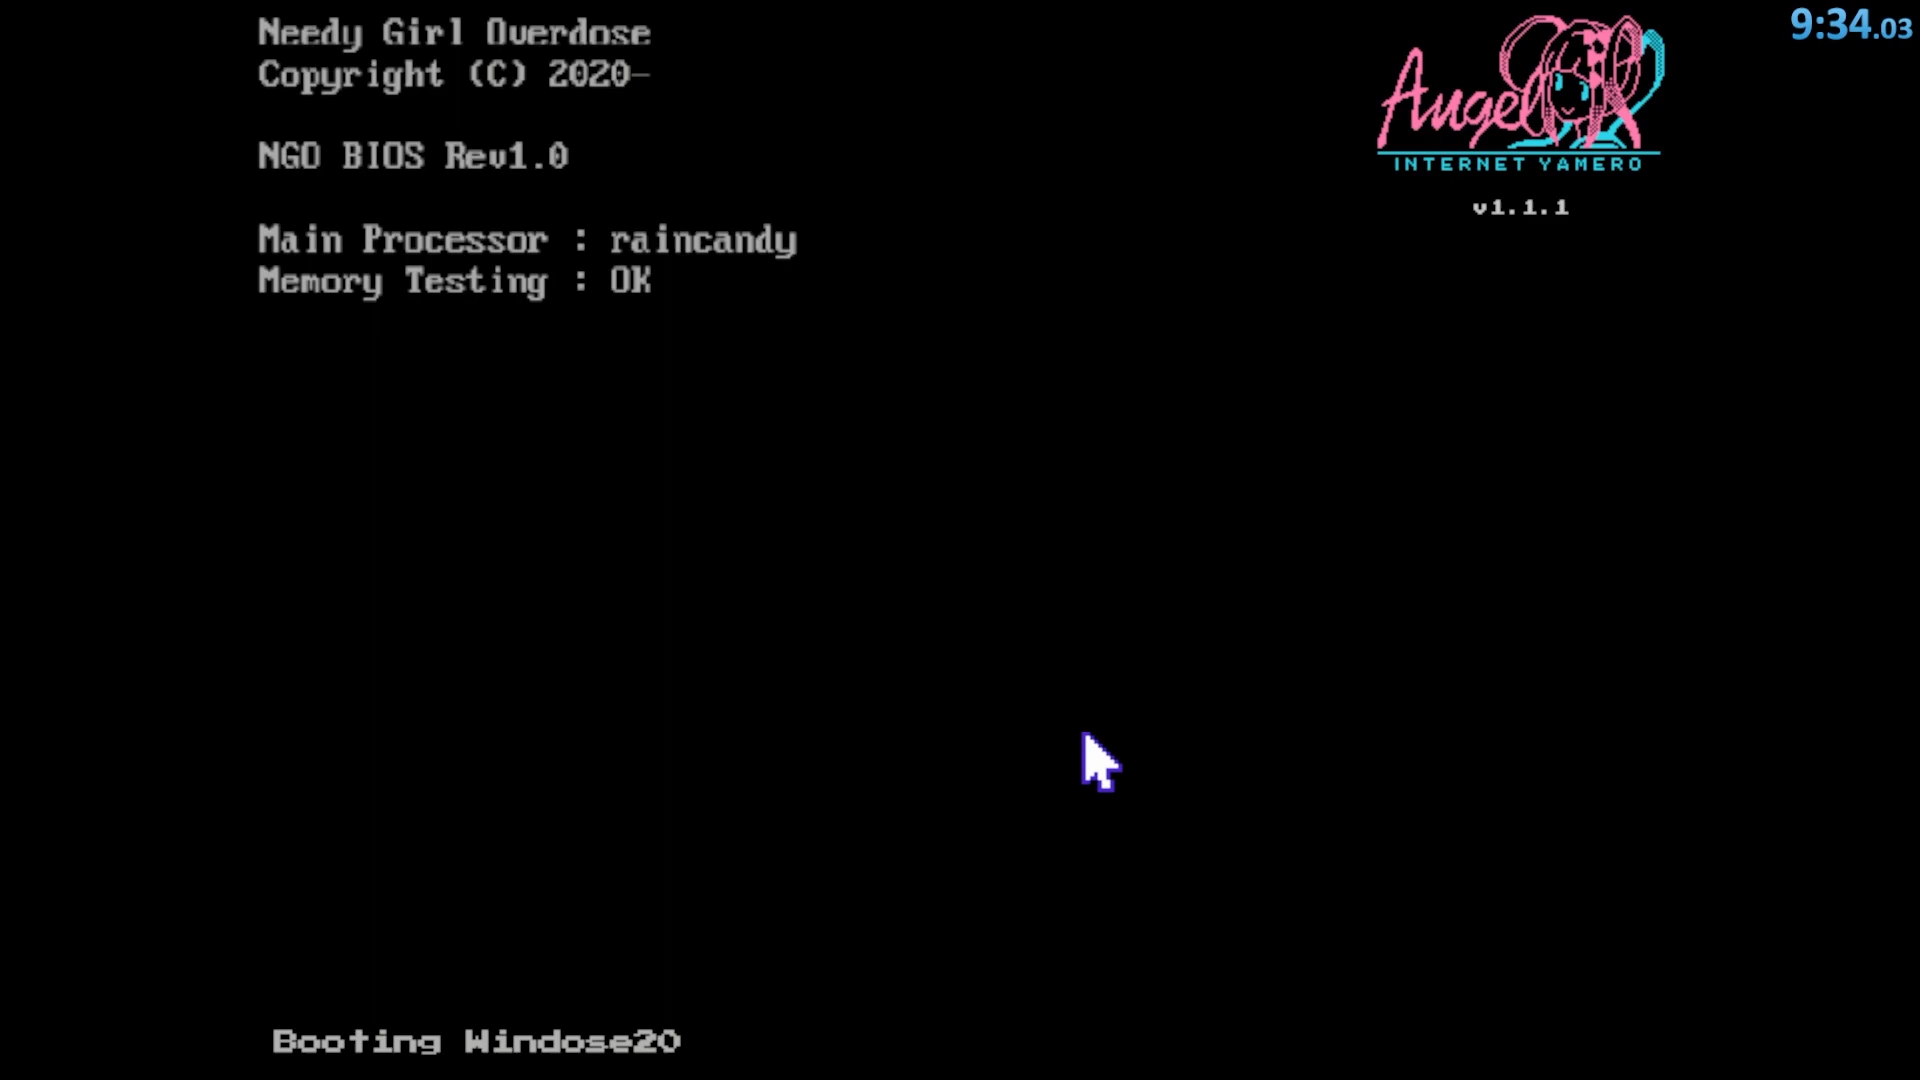 Needy Girl Overdose
Copyright (C) 2020-
NGO BIOS Rev1.0
Main Processor : raincandy
Memory Testing : OK
Angel
INTERNET YAMERO
v1.1.1
9:34.03
Booting Windose20